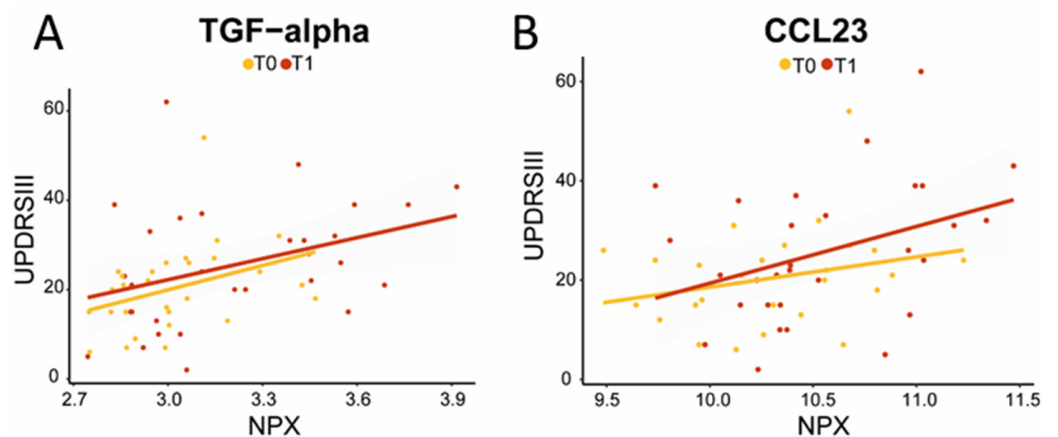 A
TGF−alpha
T0 T1
UPDRSIII
60
40
20
0
2.7 3.0 3.3 3.6 3.9
NPX
B
CCL23
T0 T1
UPDRSIII
60
40
20
0
9.5 10.0 10.5 11.0 11.5
NPX